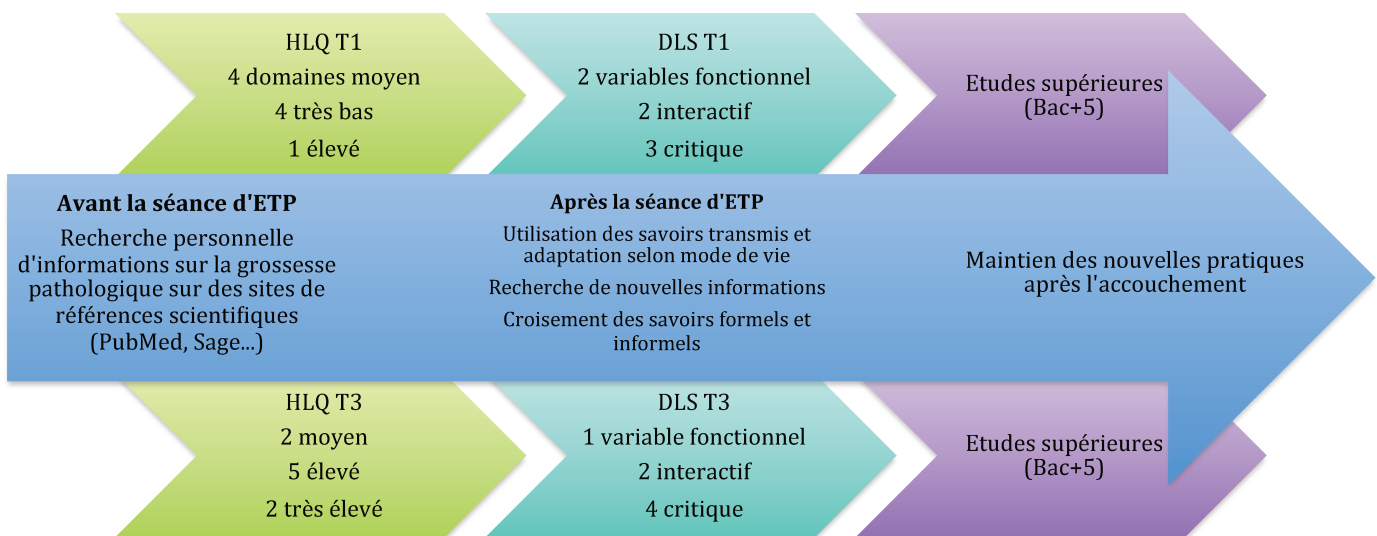 HLQ T1
4 domaines moyen
4 très bas
1 élevé
DLS T1
2 variables fonctionnel
2 interactif
3 critique
Etudes supérieures
(Bac+5)
Avant la séance d'ETP
Recherche personnelle
d'informations sur la grossesse
pathologique sur des sites de
références scientifiques
(PubMed, Sage...)
Après la séance d'ETP
Utilisation des savoirs transmis et
adaptation selon mode de vie
Recherche de nouvelles informations
Croisement des savoirs formels et
informels
Maintien des nouvelles pratiques
après l'accouchement
HLQ T3
2 moyen
5 élevé
2 très élevé
DLS T3
1 variable fonctionnel
2 interactif
4 critique
Etudes supérieures
(Bac+5)